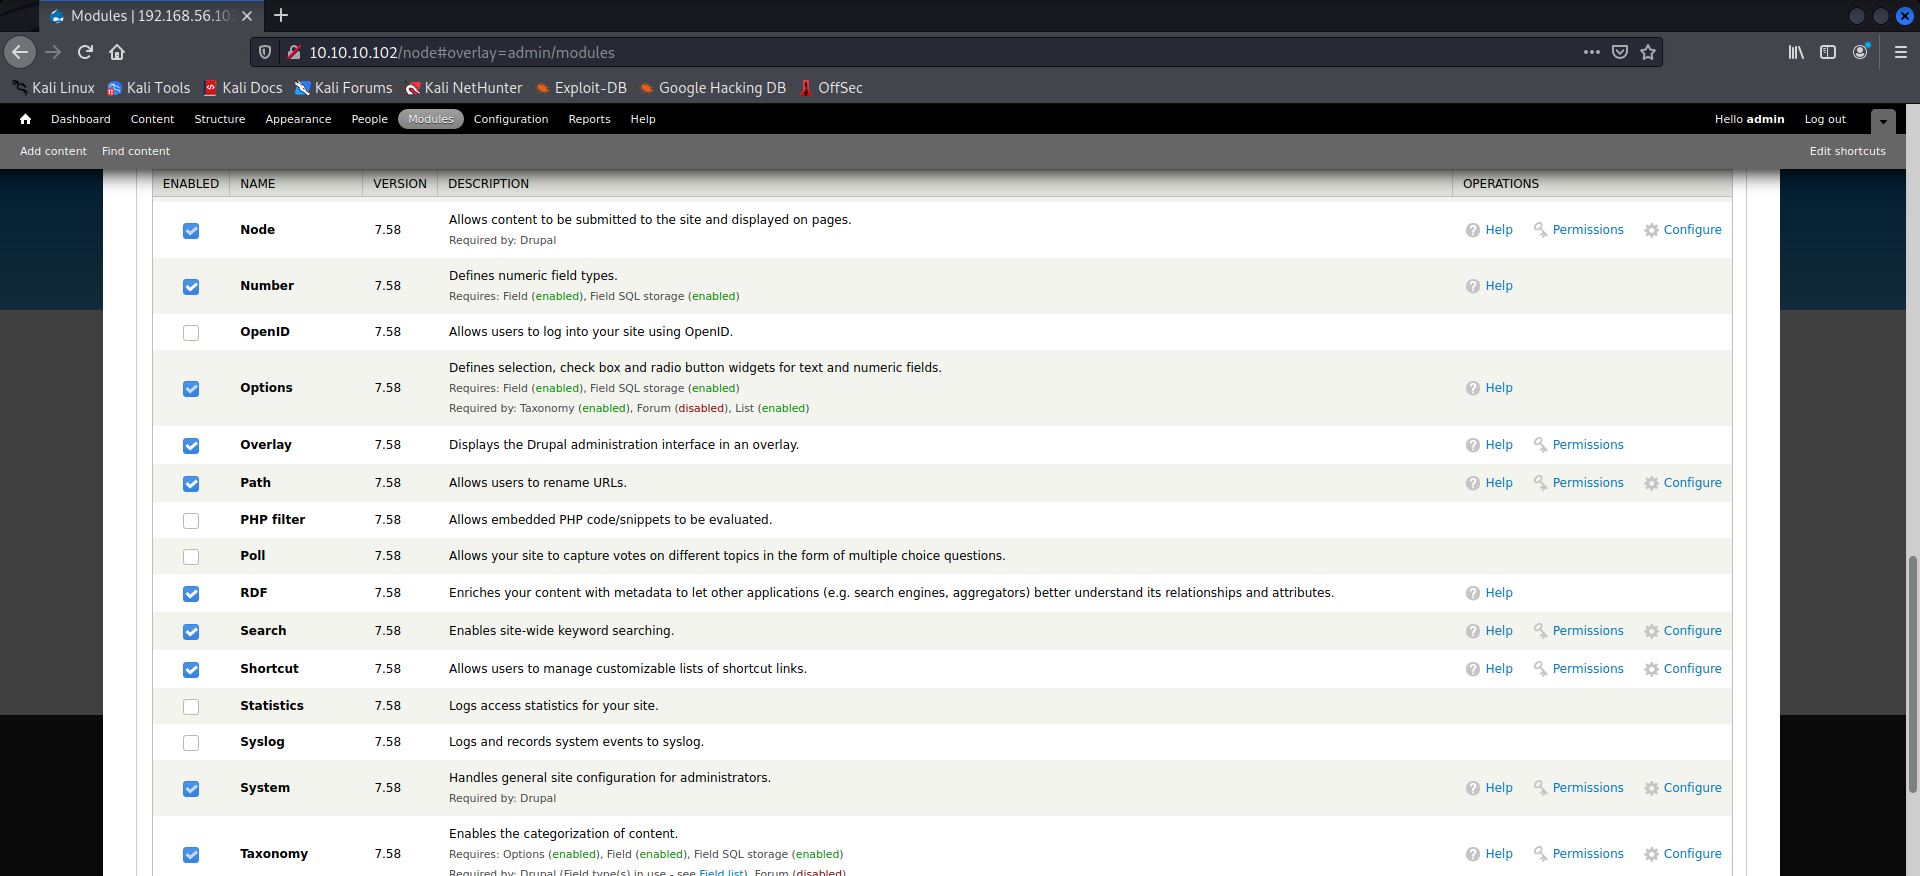 Modules | 192.168.56.10
10.10.10.102/node#overlay=admin/modules
Kali Linux Kali Tools Kali Docs Kali Forums Kali NetHunter Exploit-DB Google Hacking DB OffSec
Dashboard Content Structure Appearance People Modules Configuration Reports Help Hello admin Log out
Add content Find content Edit shortcuts
ENABLED NAME VERSION DESCRIPTION OPERATIONS
Node 7.58 Allows content to be submitted to the site and displayed on pages. Help Permissions Configure
Required by: Drupal
Number 7.58 Defines numeric field types. Help
Requires: Field (enabled), Field SQL storage (enabled)
OpenID 7.58 Allows users to log into your site using OpenID.
Options 7.58 Defines selection, check box and radio button widgets for text and numeric fields. Help
Requires: Field (enabled), Field SQL storage (enabled)
Required by: Taxonomy (enabled), Forum (disabled), List (enabled)
Overlay 7.58 Displays the Drupal administration interface in an overlay. Help Permissions
Path 7.58 Allows users to rename URLs. Help Permissions Configure
PHP filter 7.58 Allows embedded PHP code/snippets to be evaluated.
Poll 7.58 Allows your site to capture votes on different topics in the form of multiple choice questions.
RDF 7.58 Enriches your content with metadata to let other applications (e.g. search engines, aggregators) better understand its relationships and attributes. Help
Search 7.58 Enables site-wide keyword searching. Help Permissions Configure
Shortcut 7.58 Allows users to manage customizable lists of shortcut links. Help Permissions Configure
Statistics 7.58 Logs access statistics for your site.
Syslog 7.58 Logs and records system events to syslog.
System 7.58 Handles general site configuration for administrators. Help Permissions Configure
Required by: Drupal
Taxonomy 7.58 Enables the categorization of content. Help Permissions Configure
Requires: Options (enabled), Field (enabled), Field SQL storage (enabled)
Required by: Drupal (Field type(s) in use - see Field list), Forum (disabled)